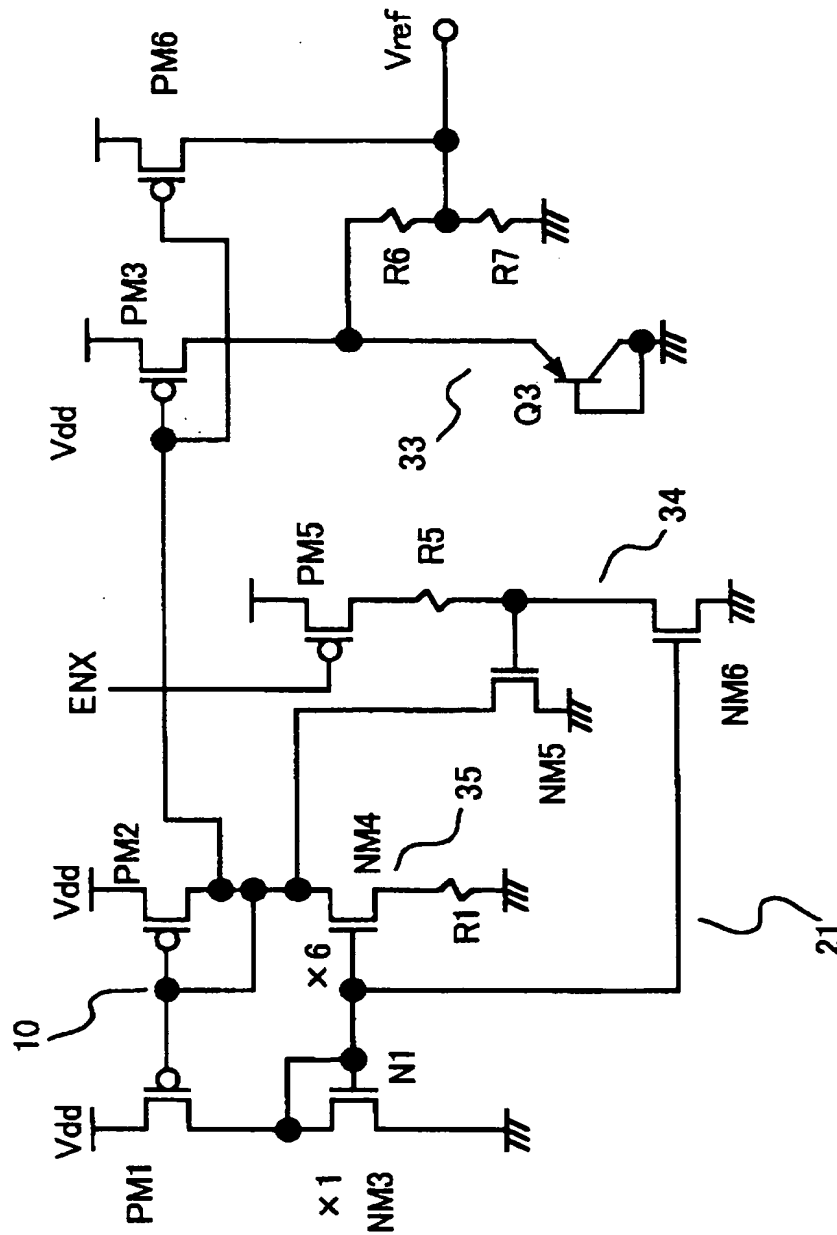 Vdd
PM1
×1
NM3
10
N1
Vdd
PM2
×6
NM4
R1
35
21
ENX
PM5
R5
NM5
34
NM6
Vdd
PM3
33
Q3
PM6
R6
R7
Vref